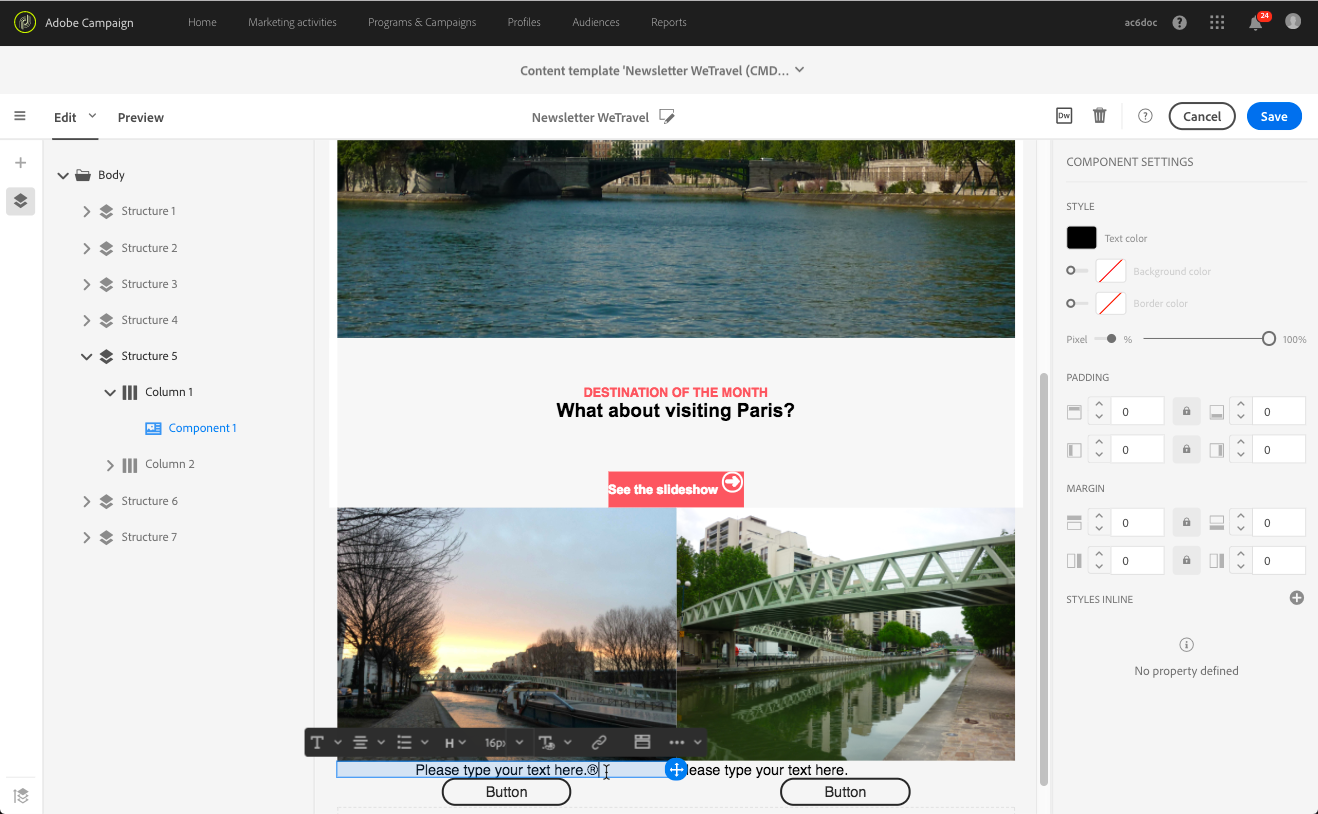 Adobe Campaign Home Marketing activities Programs & Campaigns Profiles Audiences Reports ac6doc ? 24
Content template 'Newsletter WeTravel (CMD...
Edit Preview Newsletter WeTravel Dw ? Cancel Save
Body
Structure 1
Structure 2
Structure 3
Structure 4
Structure 5
Column 1
Component 1
Column 2
Structure 6
Structure 7
DESTINATION OF THE MONTH
What about visiting Paris?
See the slideshow
T H 16px T
Please type your text here.® lease type your text here.
Button Button
COMPONENT SETTINGS
STYLE
Text color
Background color
Border color
Pixel % 100%
PADDING
0 0
0 0
MARGIN
0 0
0 0
STYLES INLINE
No property defined